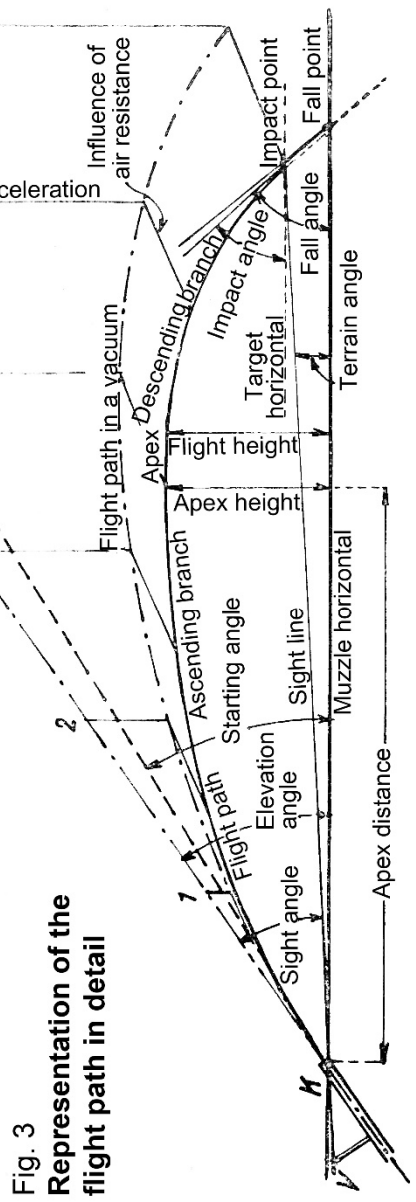 Fig. 3
Representation of the
flight path in detail
celeration
Influence of
air resistance
Flight path in a vacuum
Apex
Descending branch
Impact angle
Impact point
Fall point
Fall angle
Target
horizontal
Terrain angle
Flight height
Apex height
Ascending branch
Starting angle
Elevation
angle
Flight path
Sight angle
Sight line
Muzzle horizontal
Apex distance
1
2
K
V